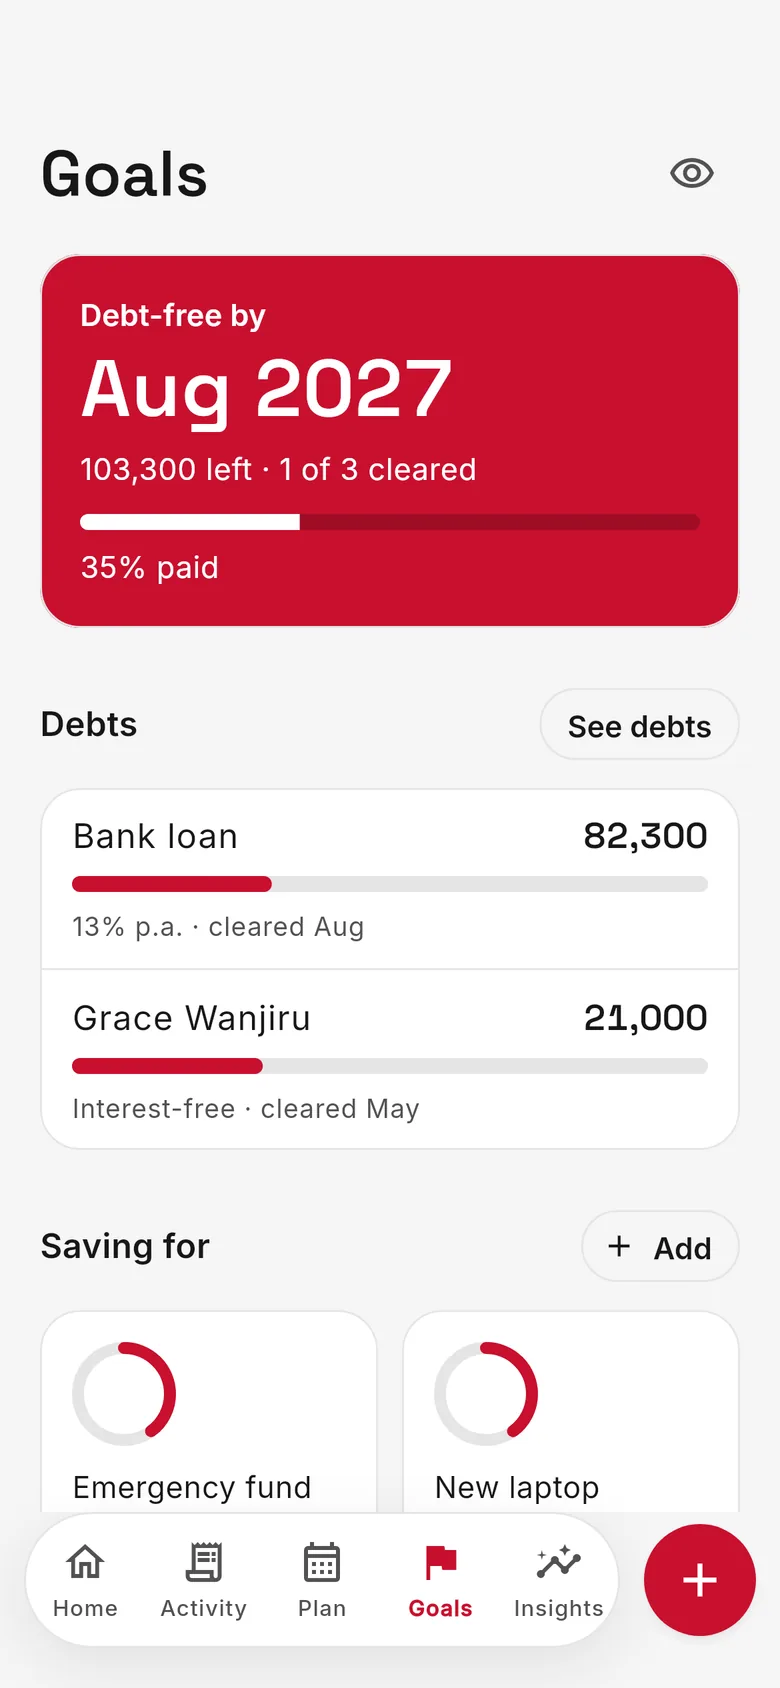 Goals
Debt-free by
Aug 2027
103,300 left · 1 of 3 cleared
35% paid
Debts
See debts
Bank loan
82,300
13% p.a. · cleared Aug
Grace Wanjiru
21,000
Interest-free · cleared May
Saving for
+ Add
Emergency fund
New laptop
Home
Activity
Plan
Goals
Insights